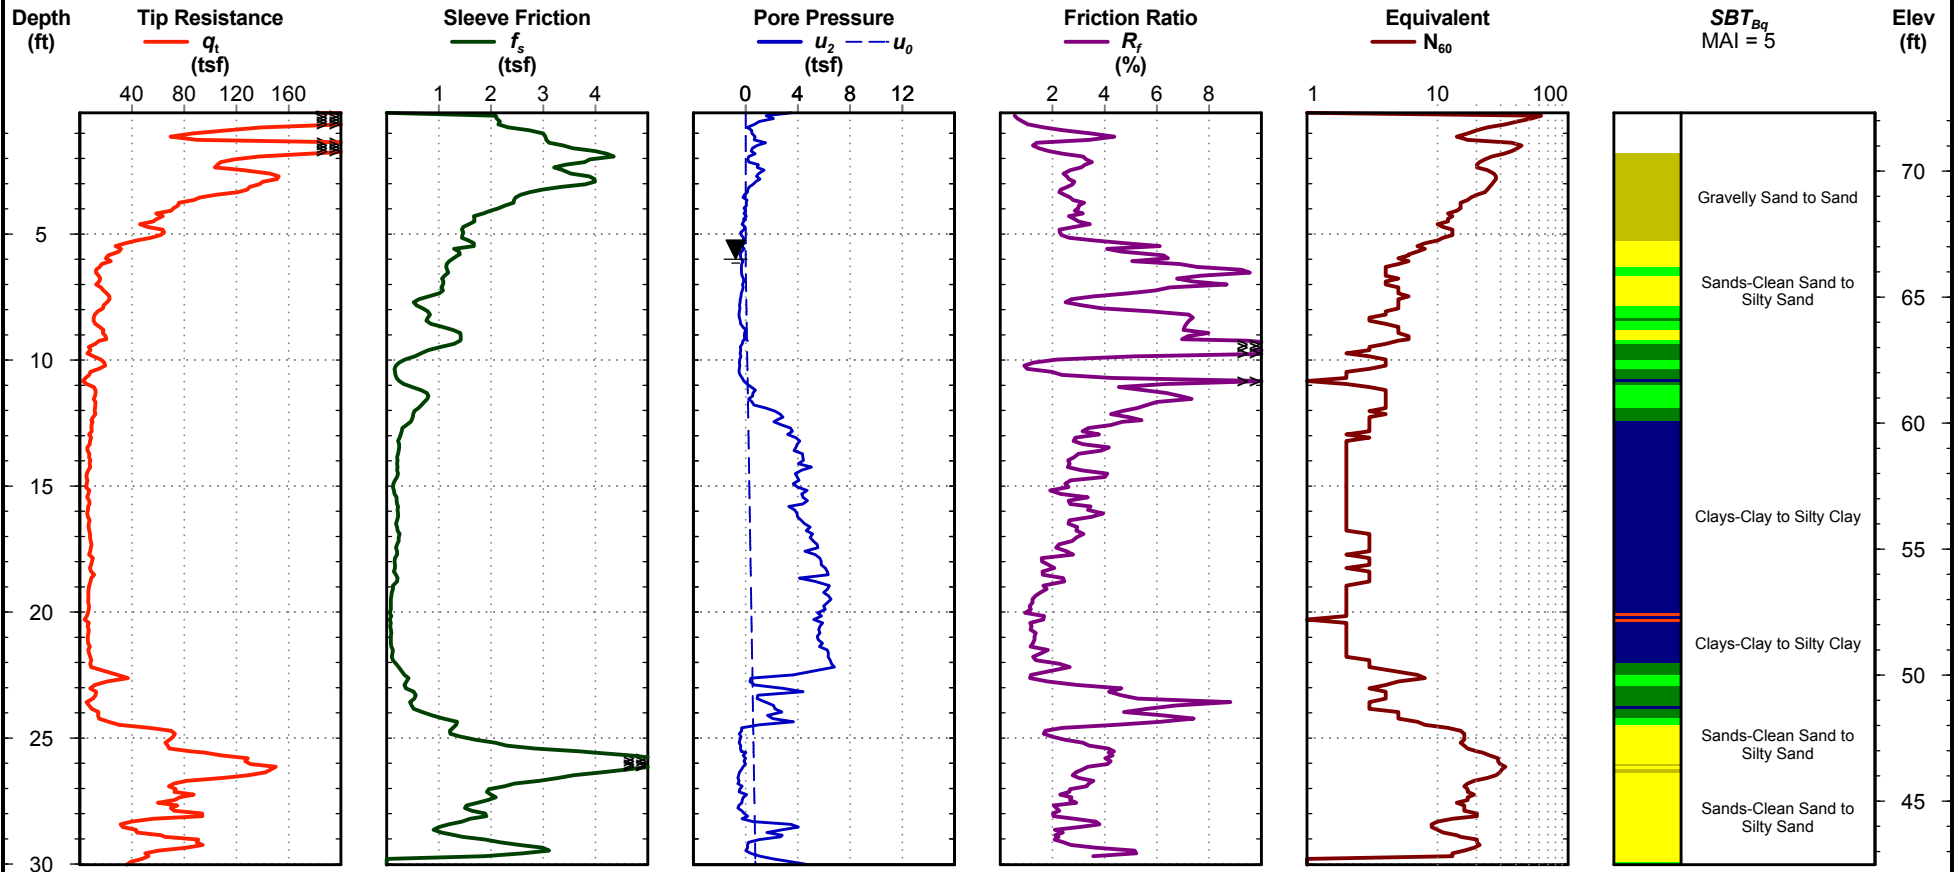 Depth
(ft)
Tip Resistance
qt
(tsf)
Sleeve Friction
fs
(tsf)
Pore Pressure
u2 u0
(tsf)
Friction Ratio
Rf
(%)
Equivalent
N60
SBTBq
MAI = 5
Elev
(ft)
40 80 120 160
1 2 3 4
0 4 8 12
2 4 6 8
1 10 100
5
10
15
20
25
30
Gravelly Sand to Sand
Sands-Clean Sand to
Silty Sand
Clays-Clay to Silty Clay
Clays-Clay to Silty Clay
Sands-Clean Sand to
Silty Sand
Sands-Clean Sand to
Silty Sand
70
65
60
55
50
45